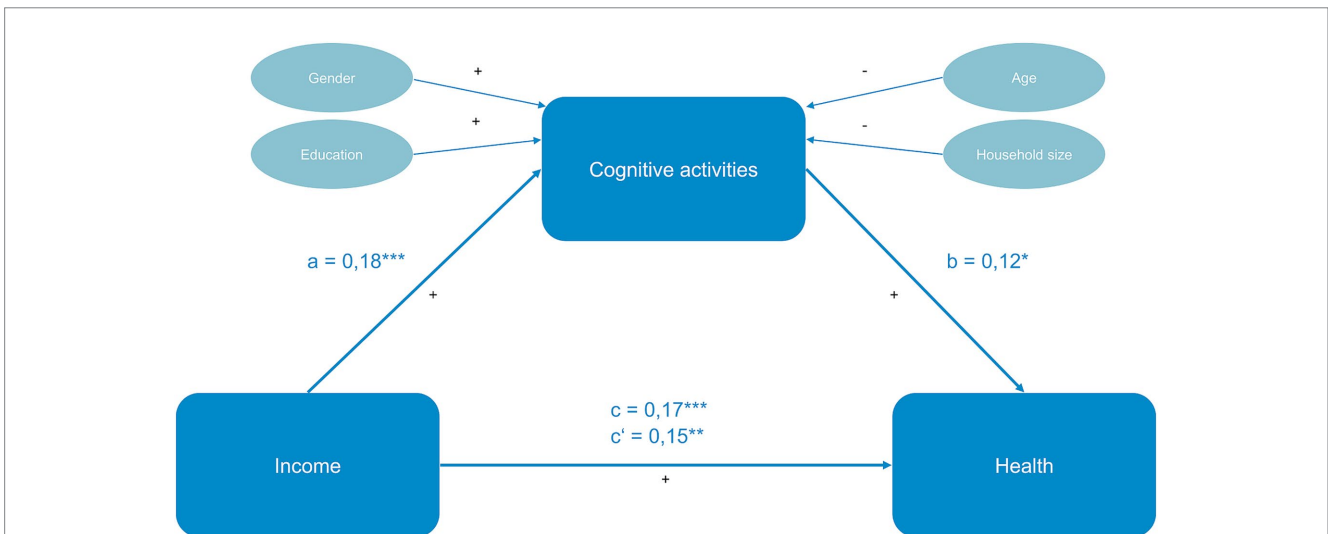 Gender
+
-
Age
Education
+
-
Household size
Cognitive activities
a = 0,18***
+
b = 0,12*
+
c = 0,17***
c‘ = 0,15**
+
Income
Health